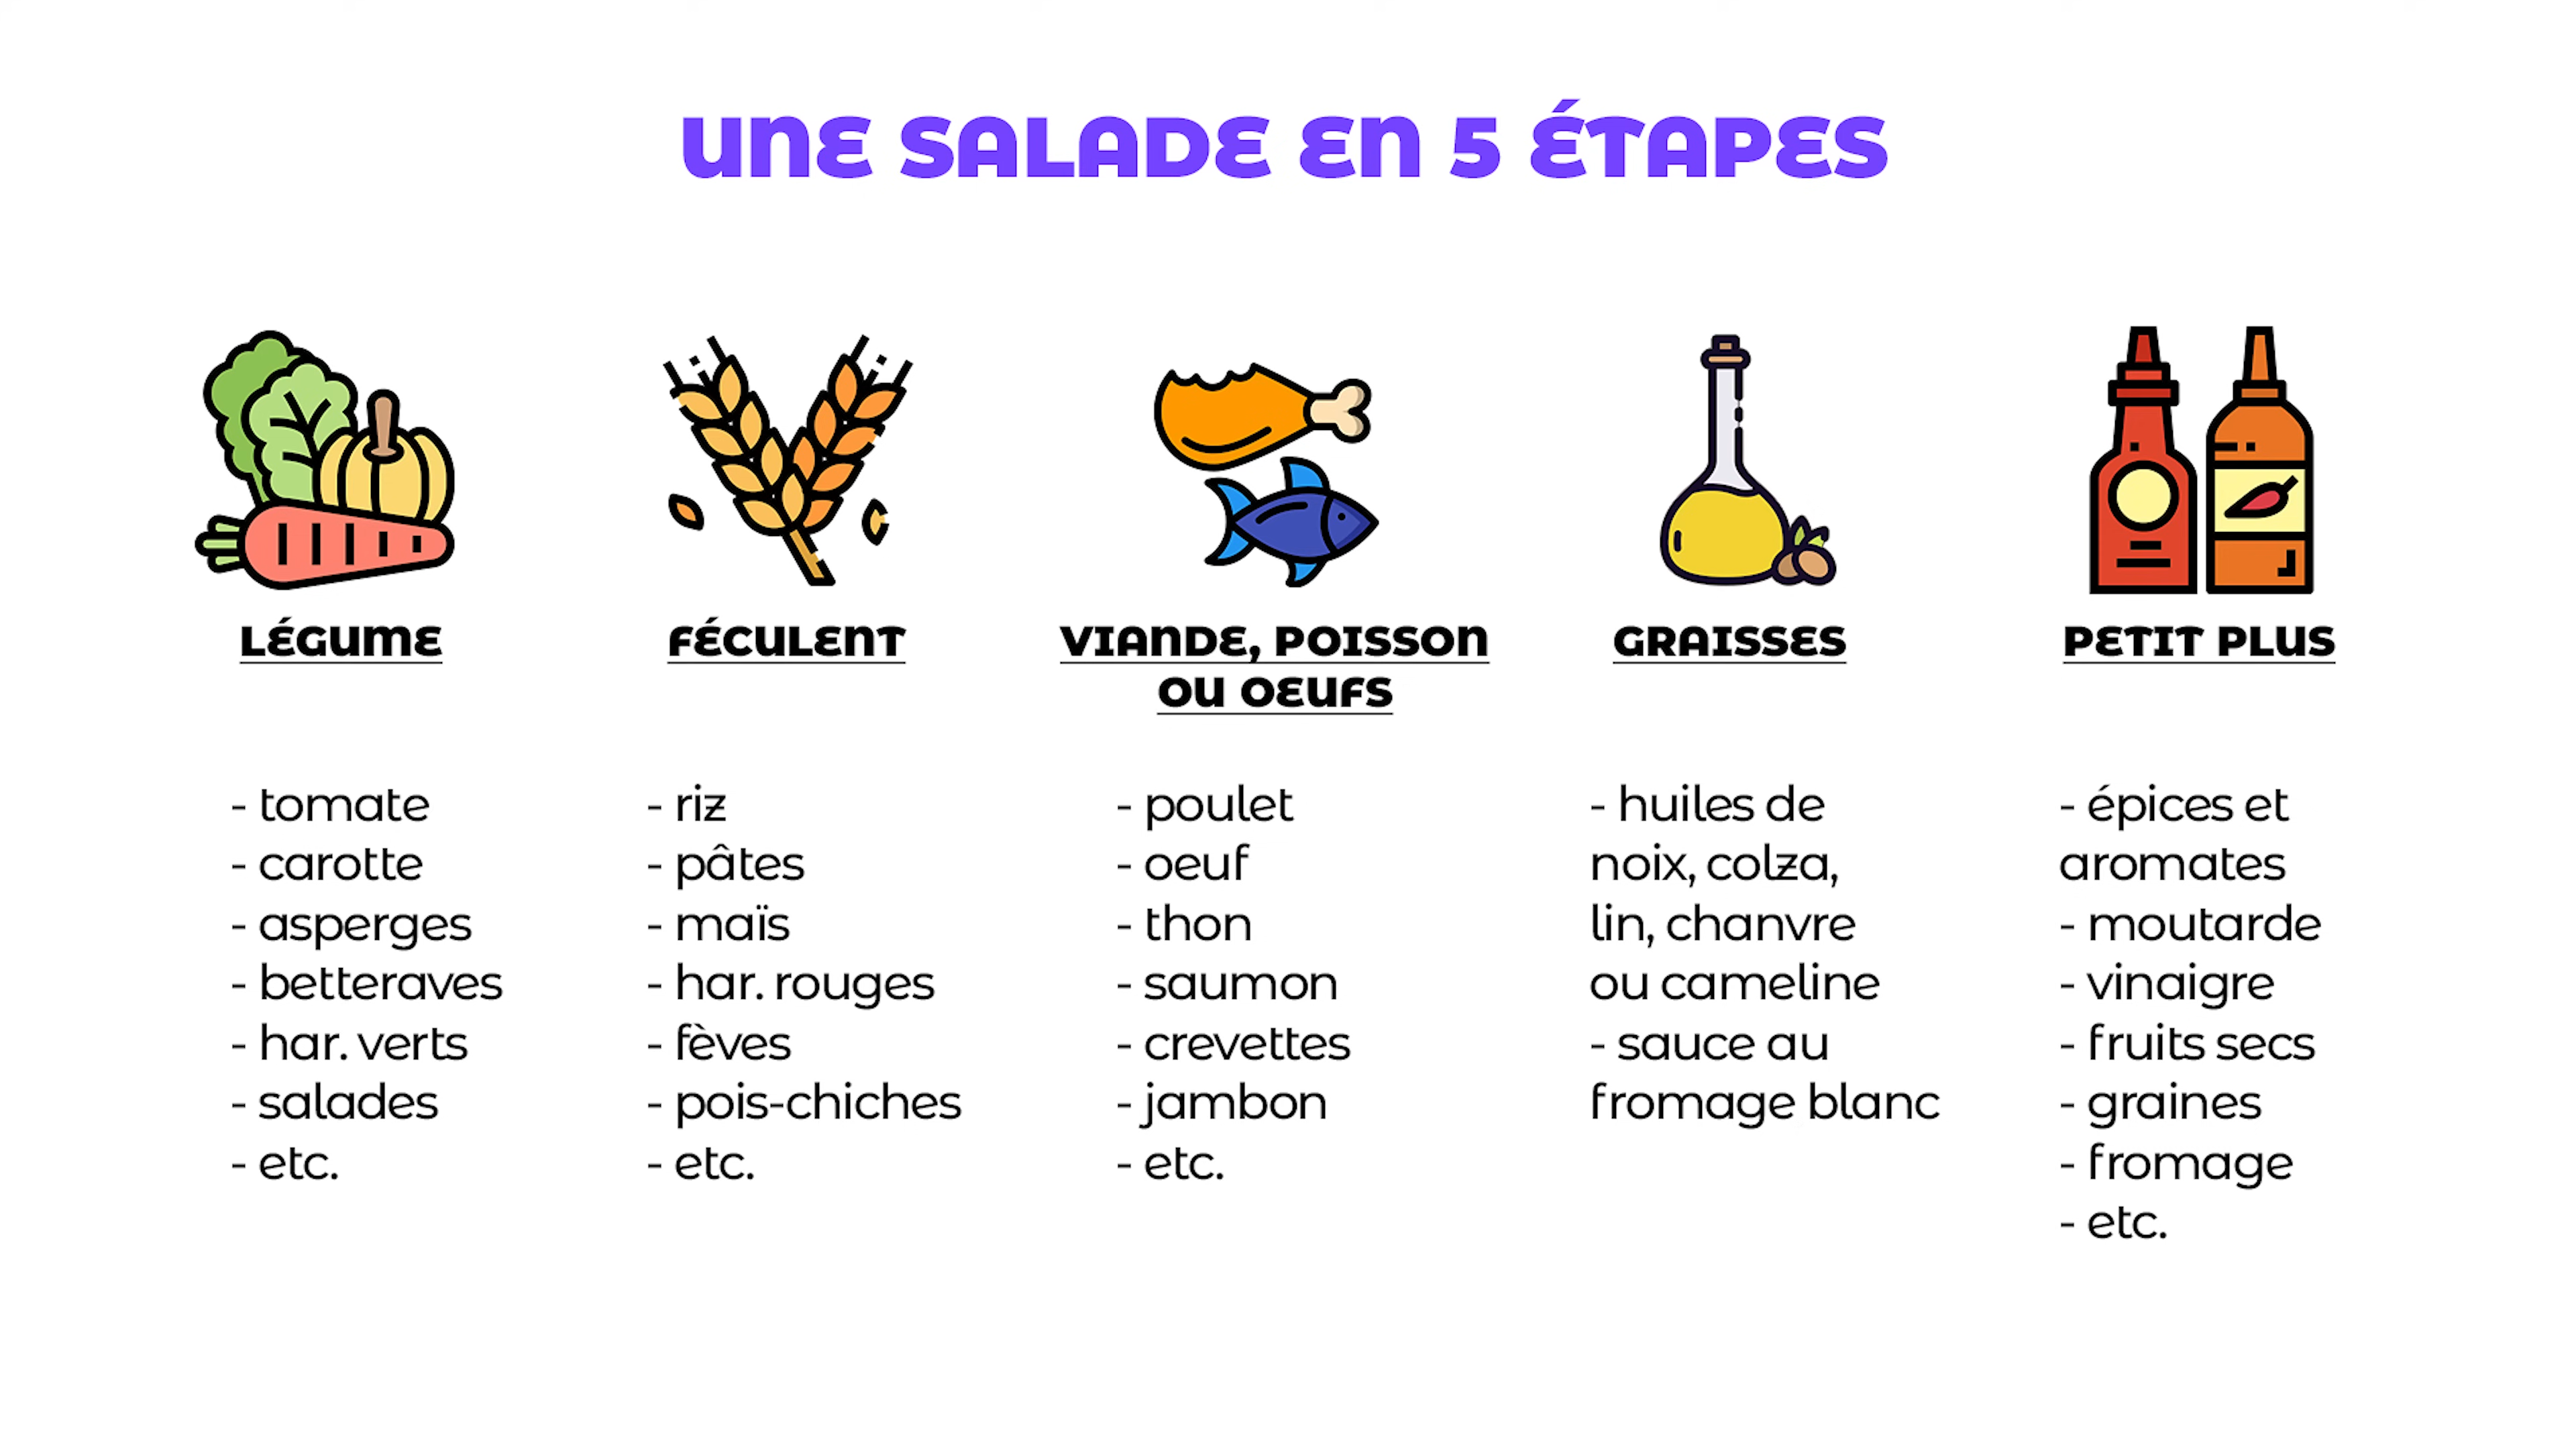 UNE SALADE EN 5 ÉTAPES
LÉGUME
- tomate
- carotte
- asperges
- betteraves
- har. verts
- salades
- etc.
FÉCULENT
- riz
- pâtes
- maïs
- har. rouges
- fèves
- pois-chiches
- etc.
VIANDE, POISSON
OU OEUFS
- poulet
- oeuf
- thon
- saumon
- crevettes
- jambon
- etc.
GRAISSES
- huiles de
noix, colza,
lin, chanvre
ou cameline
- sauce au
fromage blanc
PETIT PLUS
- épices et
aromates
- moutarde
- vinaigre
- fruits secs
- graines
- fromage
- etc.